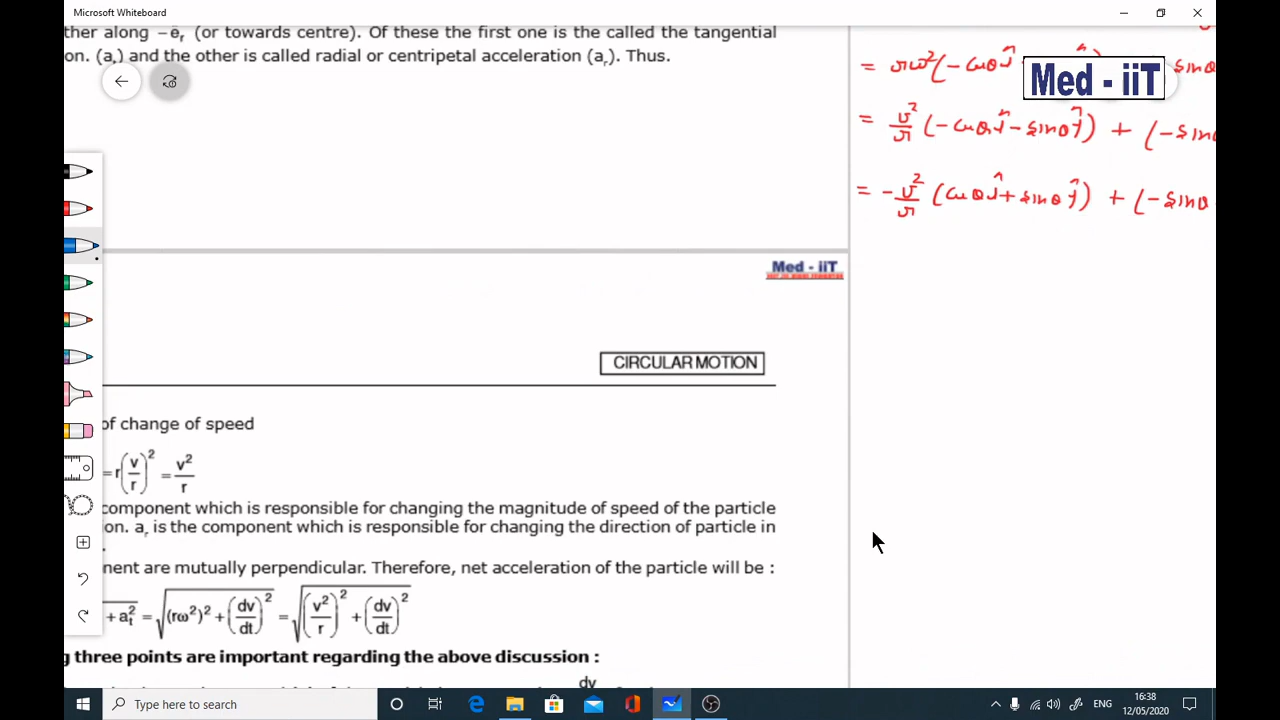 Microsoft Whiteboard
ther along −ê_r (or towards centre). Of these the first one is the called the tangential
on. (a_t) and the other is called radial or centripetal acceleration (a_r). Thus.
Med - iiT
CIRCULAR MOTION
of change of speed
= r(v/r)² = v²/r
component which is responsible for changing the magnitude of speed of the particle
on. a_r is the component which is responsible for changing the direction of particle in
.
nent are mutually perpendicular. Therefore, net acceleration of the particle will be :
+ a_t² = √((rω²)² + (dv/dt)²) = √((v²/r)² + (dv/dt)²)
g three points are important regarding the above discussion :
dv
= rω²(−cosθ î
Med - iiT
sinθ
= v²/r (−cosθ î − sinθ ĵ) + (−sinθ
= −v²/r (cosθ î + sinθ ĵ) + (−sinθ
Type here to search
ENG
16:38
12/05/2020